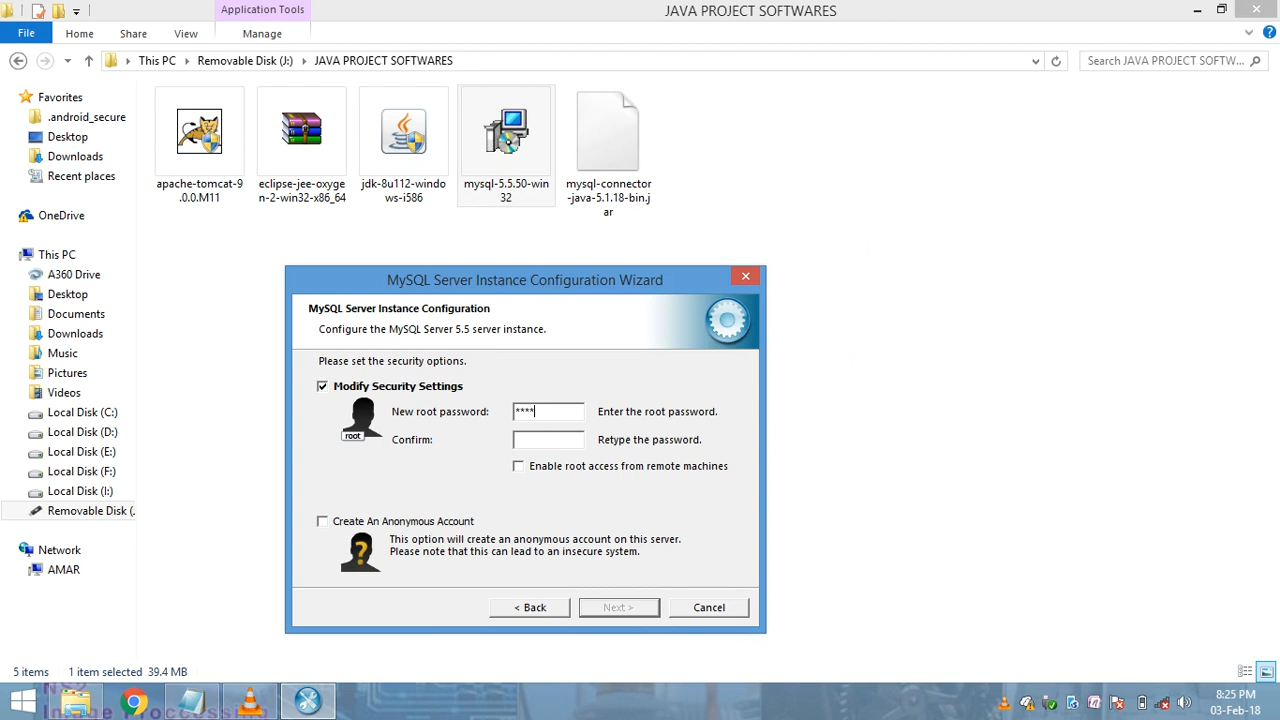 Application Tools
JAVA PROJECT SOFTWARES
File
Home
Share
View
Manage
This PC
Removable Disk (J:)
JAVA PROJECT SOFTWARES
Search JAVA PROJECT SOFTW...
Favorites
.android_secure
Desktop
Downloads
Recent places
OneDrive
This PC
A360 Drive
Desktop
Documents
Downloads
Music
Pictures
Videos
Local Disk (C:)
Local Disk (D:)
Local Disk (E:)
Local Disk (F:)
Local Disk (I:)
Removable Disk (
Network
AMAR
apache-tomcat-9
.0.0.M11
eclipse-jee-oxyge
n-2-win32-x86_64
jdk-8u112-windo
ws-i586
mysql-5.5.50-win
32
mysql-connector
-java-5.1.18-bin.j
ar
MySQL Server Instance Configuration Wizard
MySQL Server Instance Configuration
Configure the MySQL Server 5.5 server instance.
Please set the security options.
Modify Security Settings
root
New root password:
****
Enter the root password.
Confirm:
Retype the password.
Enable root access from remote machines
Create An Anonymous Account
This option will create an anonymous account on this server.
Please note that this can lead to an insecure system.
< Back
Next >
Cancel
5 items
1 item selected
39.4 MB
8:25 PM
03-Feb-18